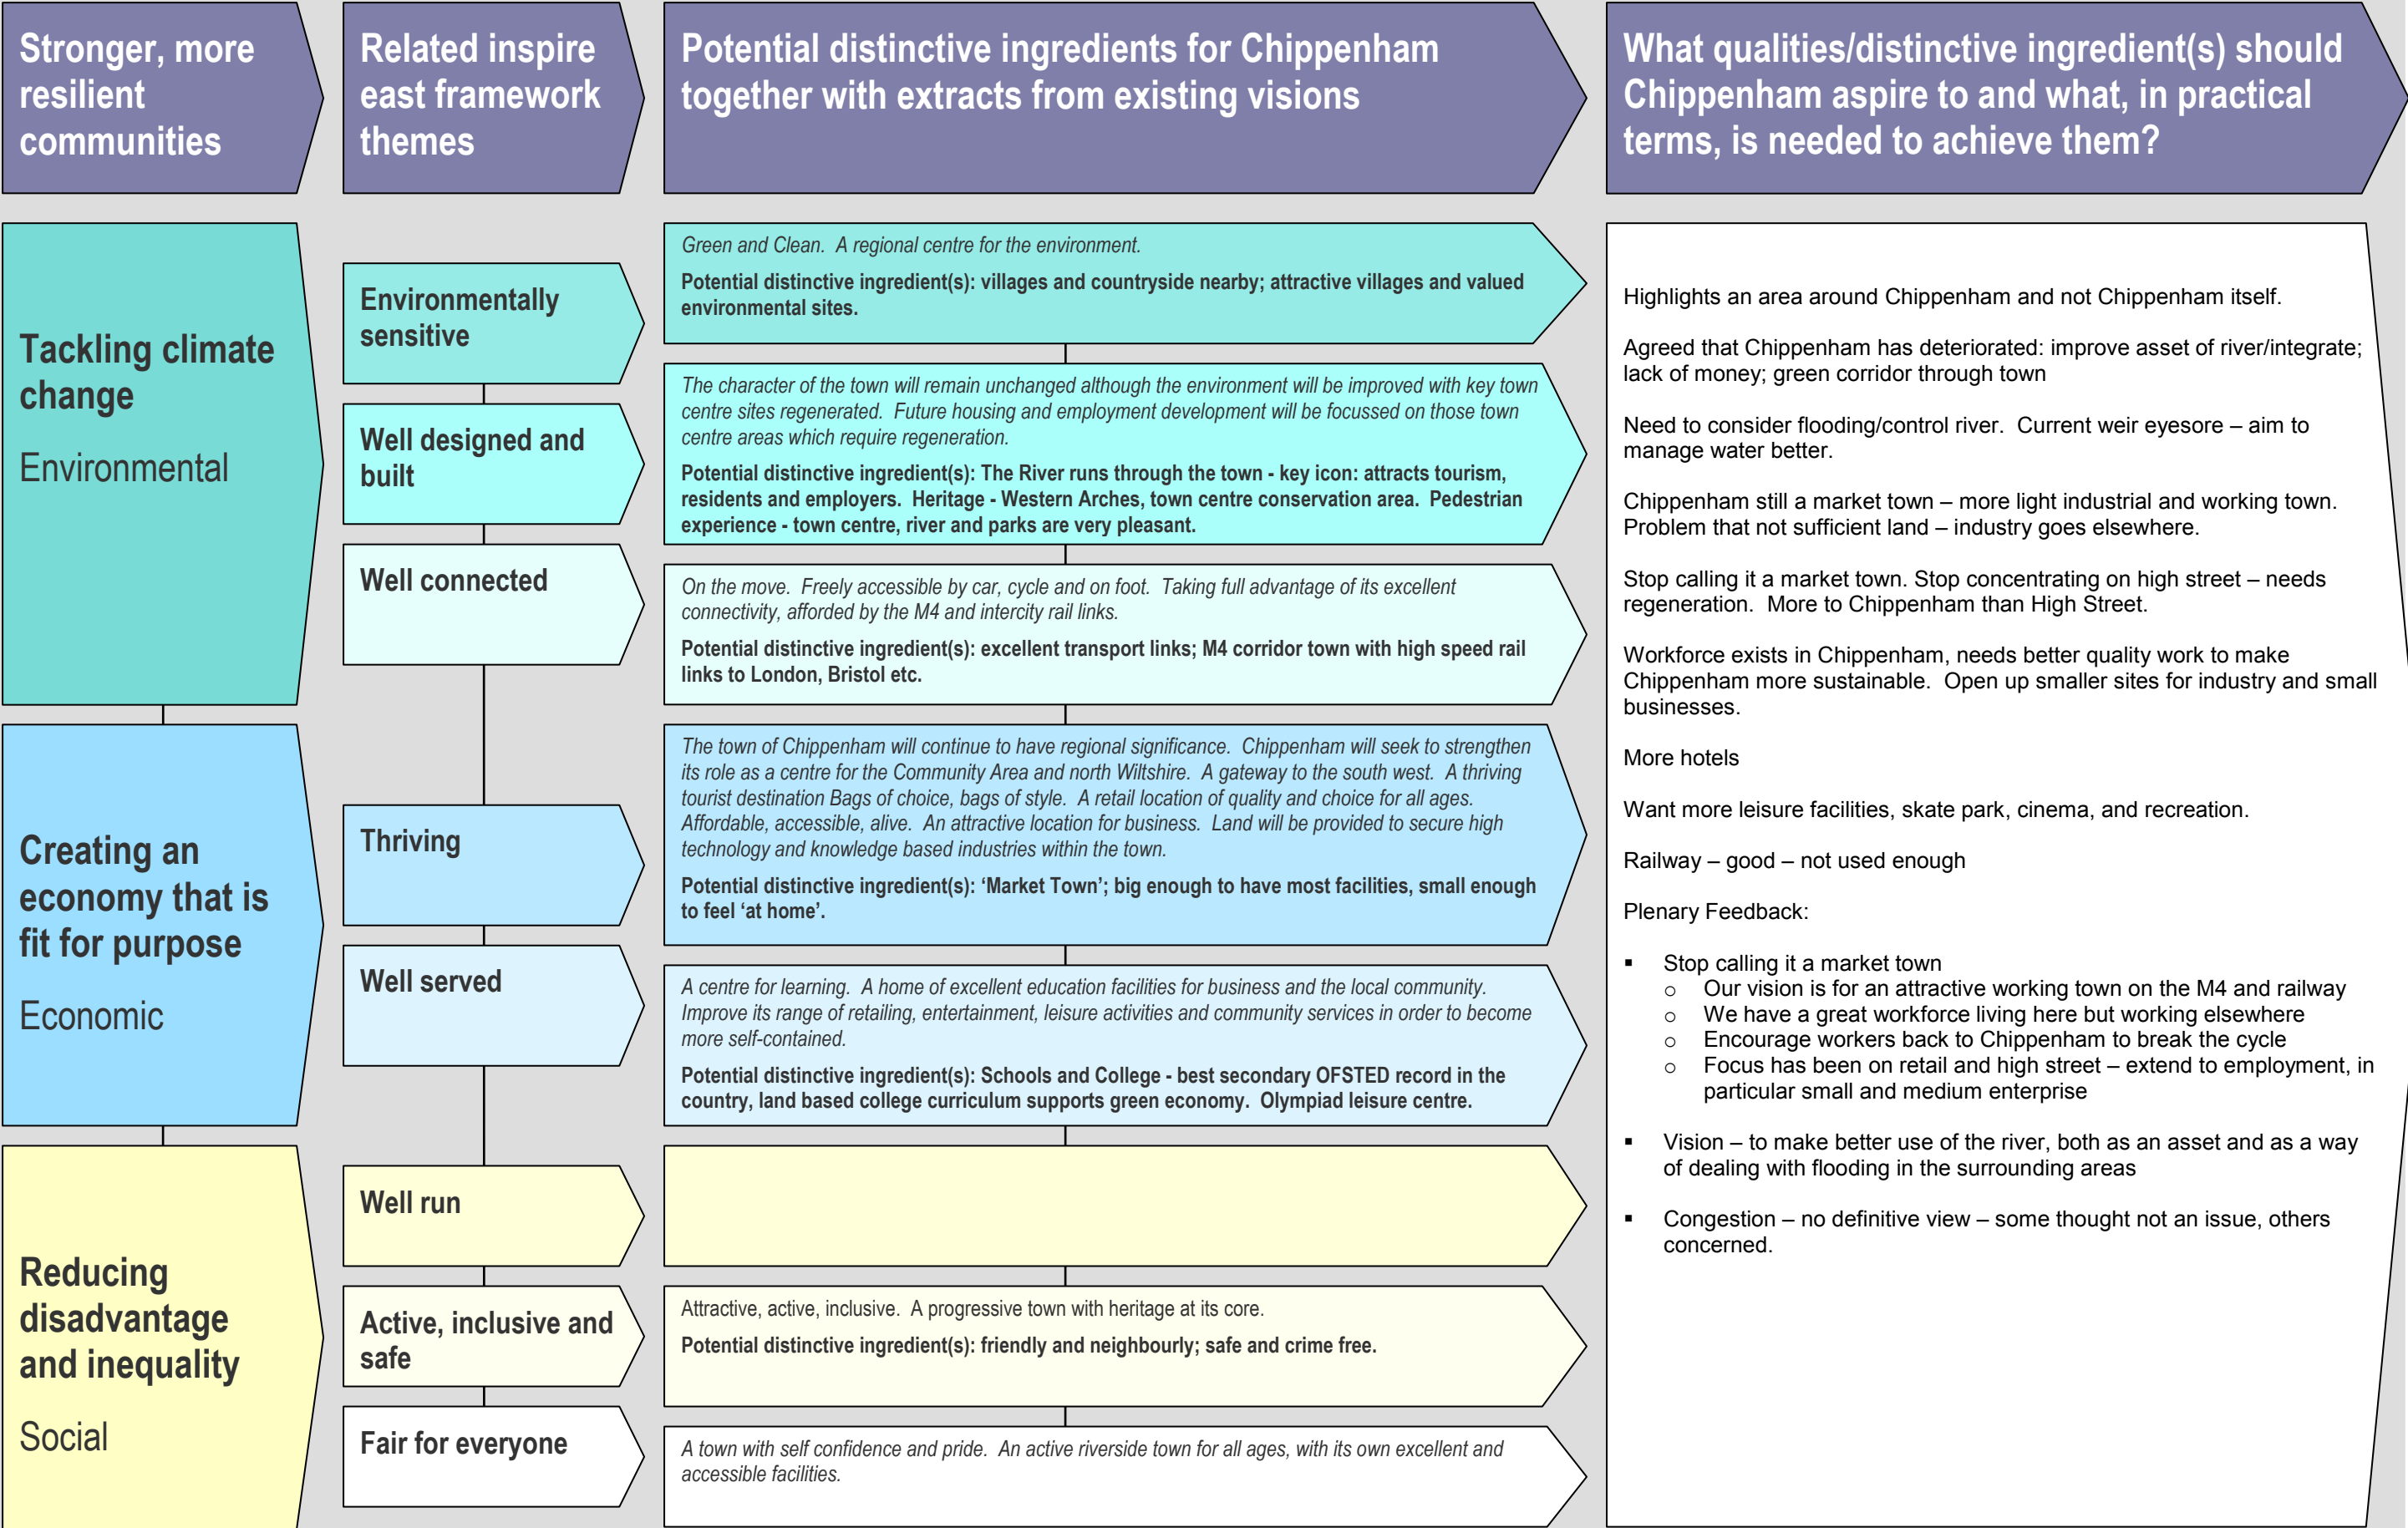 Stronger, more
resilient
communities
Related inspire
east framework
themes
Potential distinctive ingredients for Chippenham
together with extracts from existing visions
What qualities/distinctive ingredient(s) should
Chippenham aspire to and what, in practical
terms, is needed to achieve them?
Tackling climate
change
Environmental
Environmentally
sensitive
Well designed and
built
Well connected
Green and Clean. A regional centre for the environment.
Potential distinctive ingredient(s): villages and countryside nearby; attractive villages and valued
environmental sites.
The character of the town will remain unchanged although the environment will be improved with key town
centre sites regenerated. Future housing and employment development will be focussed on those town
centre areas which require regeneration.
Potential distinctive ingredient(s): The River runs through the town - key icon: attracts tourism,
residents and employers. Heritage - Western Arches, town centre conservation area. Pedestrian
experience - town centre, river and parks are very pleasant.
On the move. Freely accessible by car, cycle and on foot. Taking full advantage of its excellent
connectivity, afforded by the M4 and intercity rail links.
Potential distinctive ingredient(s): excellent transport links; M4 corridor town with high speed rail
links to London, Bristol etc.
Creating an
economy that is
fit for purpose
Economic
Thriving
Well served
The town of Chippenham will continue to have regional significance. Chippenham will seek to strengthen
its role as a centre for the Community Area and north Wiltshire. A gateway to the south west. A thriving
tourist destination Bags of choice, bags of style. A retail location of quality and choice for all ages.
Affordable, accessible, alive. An attractive location for business. Land will be provided to secure high
technology and knowledge based industries within the town.
Potential distinctive ingredient(s): ‘Market Town’; big enough to have most facilities, small enough
to feel ‘at home’.
A centre for learning. A home of excellent education facilities for business and the local community.
Improve its range of retailing, entertainment, leisure activities and community services in order to become
more self-contained.
Potential distinctive ingredient(s): Schools and College - best secondary OFSTED record in the
country, land based college curriculum supports green economy. Olympiad leisure centre.
Reducing
disadvantage
and inequality
Social
Well run
Active, inclusive and
safe
Fair for everyone
Attractive, active, inclusive. A progressive town with heritage at its core.
Potential distinctive ingredient(s): friendly and neighbourly; safe and crime free.
A town with self confidence and pride. An active riverside town for all ages, with its own excellent and
accessible facilities.
Highlights an area around Chippenham and not Chippenham itself.
Agreed that Chippenham has deteriorated: improve asset of river/integrate;
lack of money; green corridor through town
Need to consider flooding/control river. Current weir eyesore – aim to
manage water better.
Chippenham still a market town – more light industrial and working town.
Problem that not sufficient land – industry goes elsewhere.
Stop calling it a market town. Stop concentrating on high street – needs
regeneration. More to Chippenham than High Street.
Workforce exists in Chippenham, needs better quality work to make
Chippenham more sustainable. Open up smaller sites for industry and small
businesses.
More hotels
Want more leisure facilities, skate park, cinema, and recreation.
Railway – good – not used enough
Plenary Feedback:
▪ Stop calling it a market town
o Our vision is for an attractive working town on the M4 and railway
o We have a great workforce living here but working elsewhere
o Encourage workers back to Chippenham to break the cycle
o Focus has been on retail and high street – extend to employment, in
particular small and medium enterprise
▪ Vision – to make better use of the river, both as an asset and as a way
of dealing with flooding in the surrounding areas
▪ Congestion – no definitive view – some thought not an issue, others
concerned.